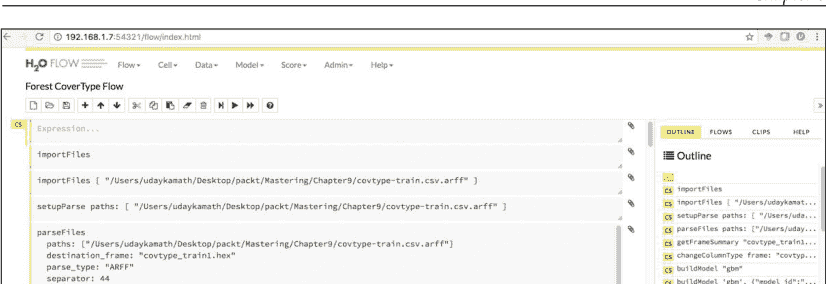 192.168.1.7:54321/flow/index.html
H2O FLOW Flow Cell Data Model Score Admin Help
Forest CoverType Flow
CS
Expression...
importFiles
importFiles [ "/Users/udaykamath/Desktop/packt/Mastering/Chapter9/covtype-train.csv.arff" ]
setupParse paths: [ "/Users/udaykamath/Desktop/packt/Mastering/Chapter9/covtype-train.csv.arff" ]
parseFiles
paths: ["/Users/udaykamath/Desktop/packt/Mastering/Chapter9/covtype-train.csv.arff"]
destination_frame: "covtype_train1.hex"
parse_type: "ARFF"
separator: 44
OUTLINE FLOWS CLIPS HELP
Outline
CS importFiles
CS importFiles [ "/Users/udaykamat...
CS setupParse paths: [ "/Users/uda...
CS parseFiles paths: ["/Users/uday...
CS getFrameSummary "covtype_train1...
CS changeColumnType frame: "covtyp...
CS buildModel "gbm"
CS buildModel 'gbm', {"model_id":"...